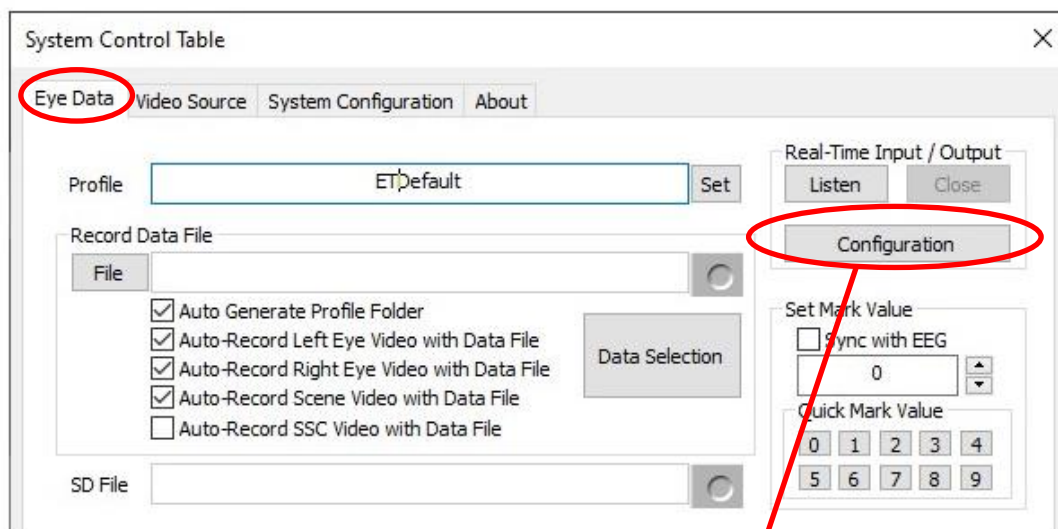 System Control Table
Eye Data Video Source System Configuration About
Profile ETDefault Set
Real-Time Input / Output
Listen Close
Configuration
Record Data File
File
Auto Generate Profile Folder
Auto-Record Left Eye Video with Data File
Auto-Record Right Eye Video with Data File
Auto-Record Scene Video with Data File
Auto-Record SSC Video with Data File
Data Selection
Set Mark Value
Sync with EEG
0
Quick Mark Value
0 1 2 3 4
5 6 7 8 9
SD File